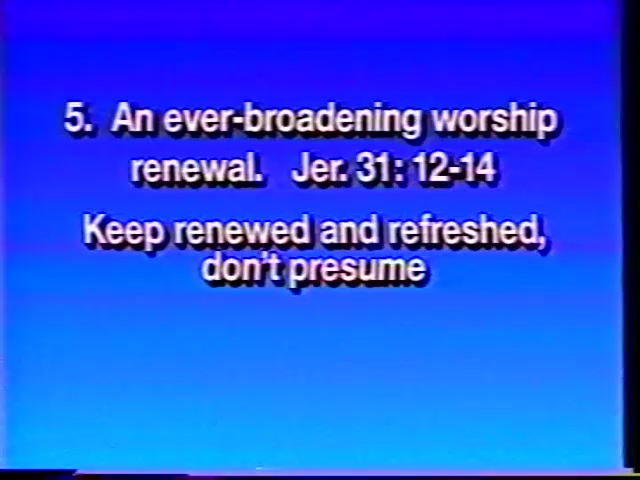 5. An ever-broadening worship
renewal. Jer. 31: 12-14
Keep renewed and refreshed,
don't presume